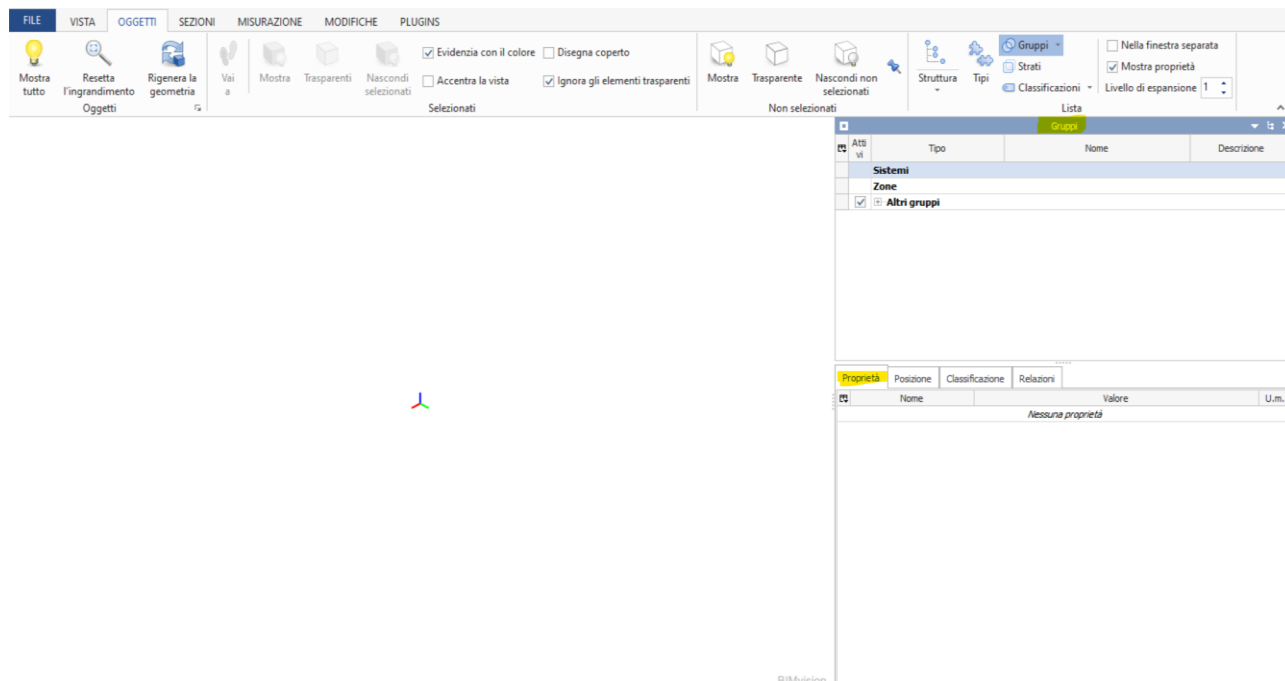 FILE VISTA OGGETTI SEZIONI MISURAZIONE MODIFICHE PLUGINS
Mostra tutto
Resetta l'ingrandimento
Rigenera la geometria
Oggetti
Vai a
Mostra
Trasparenti
Nascondi selezionati
Evidenzia con il colore
Disegna coperto
Accentra la vista
Ignora gli elementi trasparenti
Selezionati
Mostra
Trasparente
Nascondi non selezionati
Non selezionati
Struttura
Tipi
Gruppi
Strati
Classificazioni
Nella finestra separata
Mostra proprietà
Livello di espansione 1
Lista
Gruppi
Attivi Tipo Nome Descrizione
Sistemi
Zone
Altri gruppi
Proprietà Posizione Classificazione Relazioni
Nome Valore U.m.
Nessuna proprietà
BIMvision